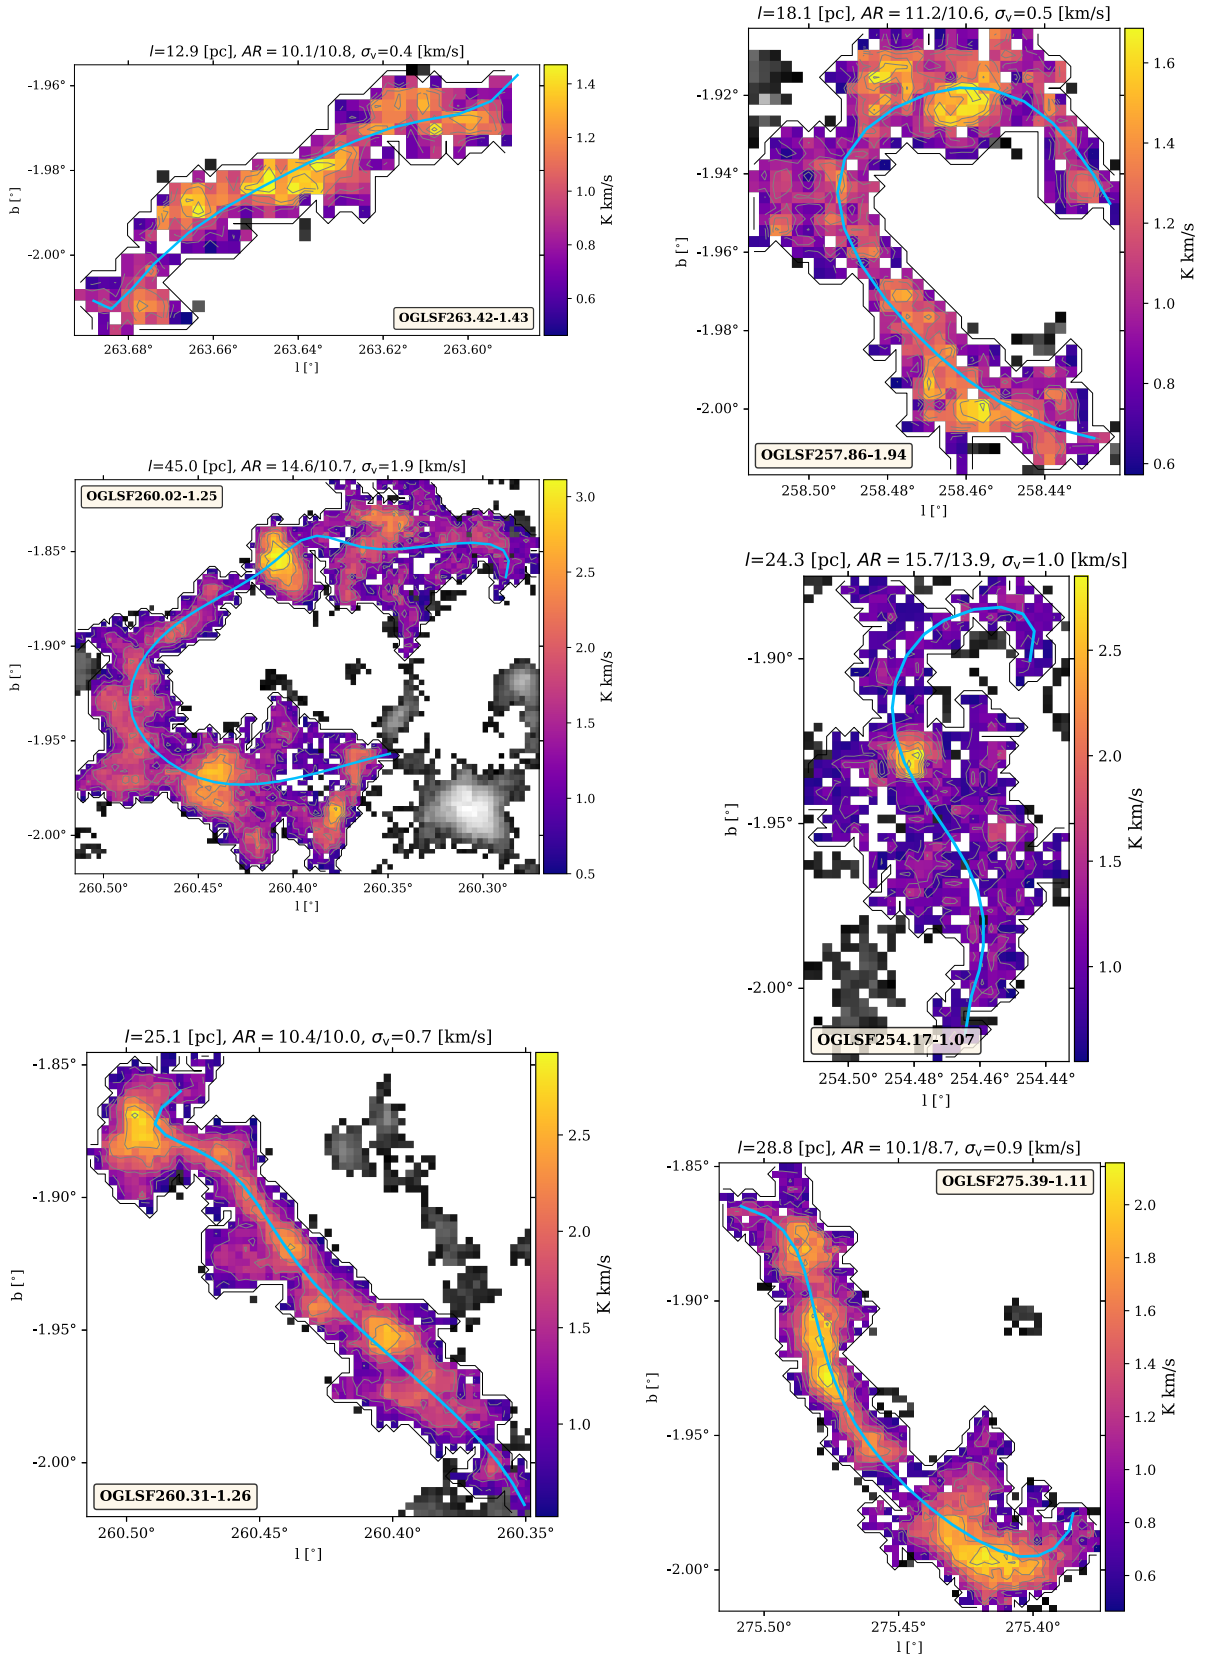 l=12.9 [pc], AR = 10.1/10.8, σv=0.4 [km/s]
-1.96°
-1.98°
-2.00°
b [°]
263.68 263.66 263.64 263.62 263.60
l [°]
OGLSF263.42-1.43
1.4
1.2
1.0
0.8
0.6
K km/s
l=18.1 [pc], AR = 11.2/10.6, σv=0.5 [km/s]
-1.92°
-1.94°
-1.96°
-1.98°
-2.00°
b [°]
OGLSF257.86-1.94
258.50 258.48 258.46 258.44
l [°]
1.6
1.4
1.2
1.0
0.8
0.6
K km/s
l=45.0 [pc], AR = 14.6/10.7, σv=1.9 [km/s]
OGLSF260.02-1.25
-1.85°
-1.90°
-1.95°
-2.00°
b [°]
260.50 260.45 260.40 260.35 260.30
l [°]
3.0
2.5
2.0
1.5
1.0
0.5
K km/s
l=24.3 [pc], AR = 15.7/13.9, σv=1.0 [km/s]
-1.90°
-1.95°
-2.00°
b [°]
OGLSF254.17-1.07
254.50 254.48 254.46 254.44
l [°]
2.5
2.0
1.5
1.0
K km/s
l=25.1 [pc], AR = 10.4/10.0, σv=0.7 [km/s]
-1.85°
-1.90°
-1.95°
-2.00°
b [°]
OGLSF260.31-1.26
260.50 260.45 260.40 260.35
l [°]
2.5
2.0
1.5
1.0
K km/s
l=28.8 [pc], AR = 10.1/8.7, σv=0.9 [km/s]
OGLSF275.39-1.11
-1.85°
-1.90°
-1.95°
-2.00°
b [°]
275.50 275.45 275.40
l [°]
2.0
1.8
1.6
1.4
1.2
1.0
0.8
0.6
K km/s